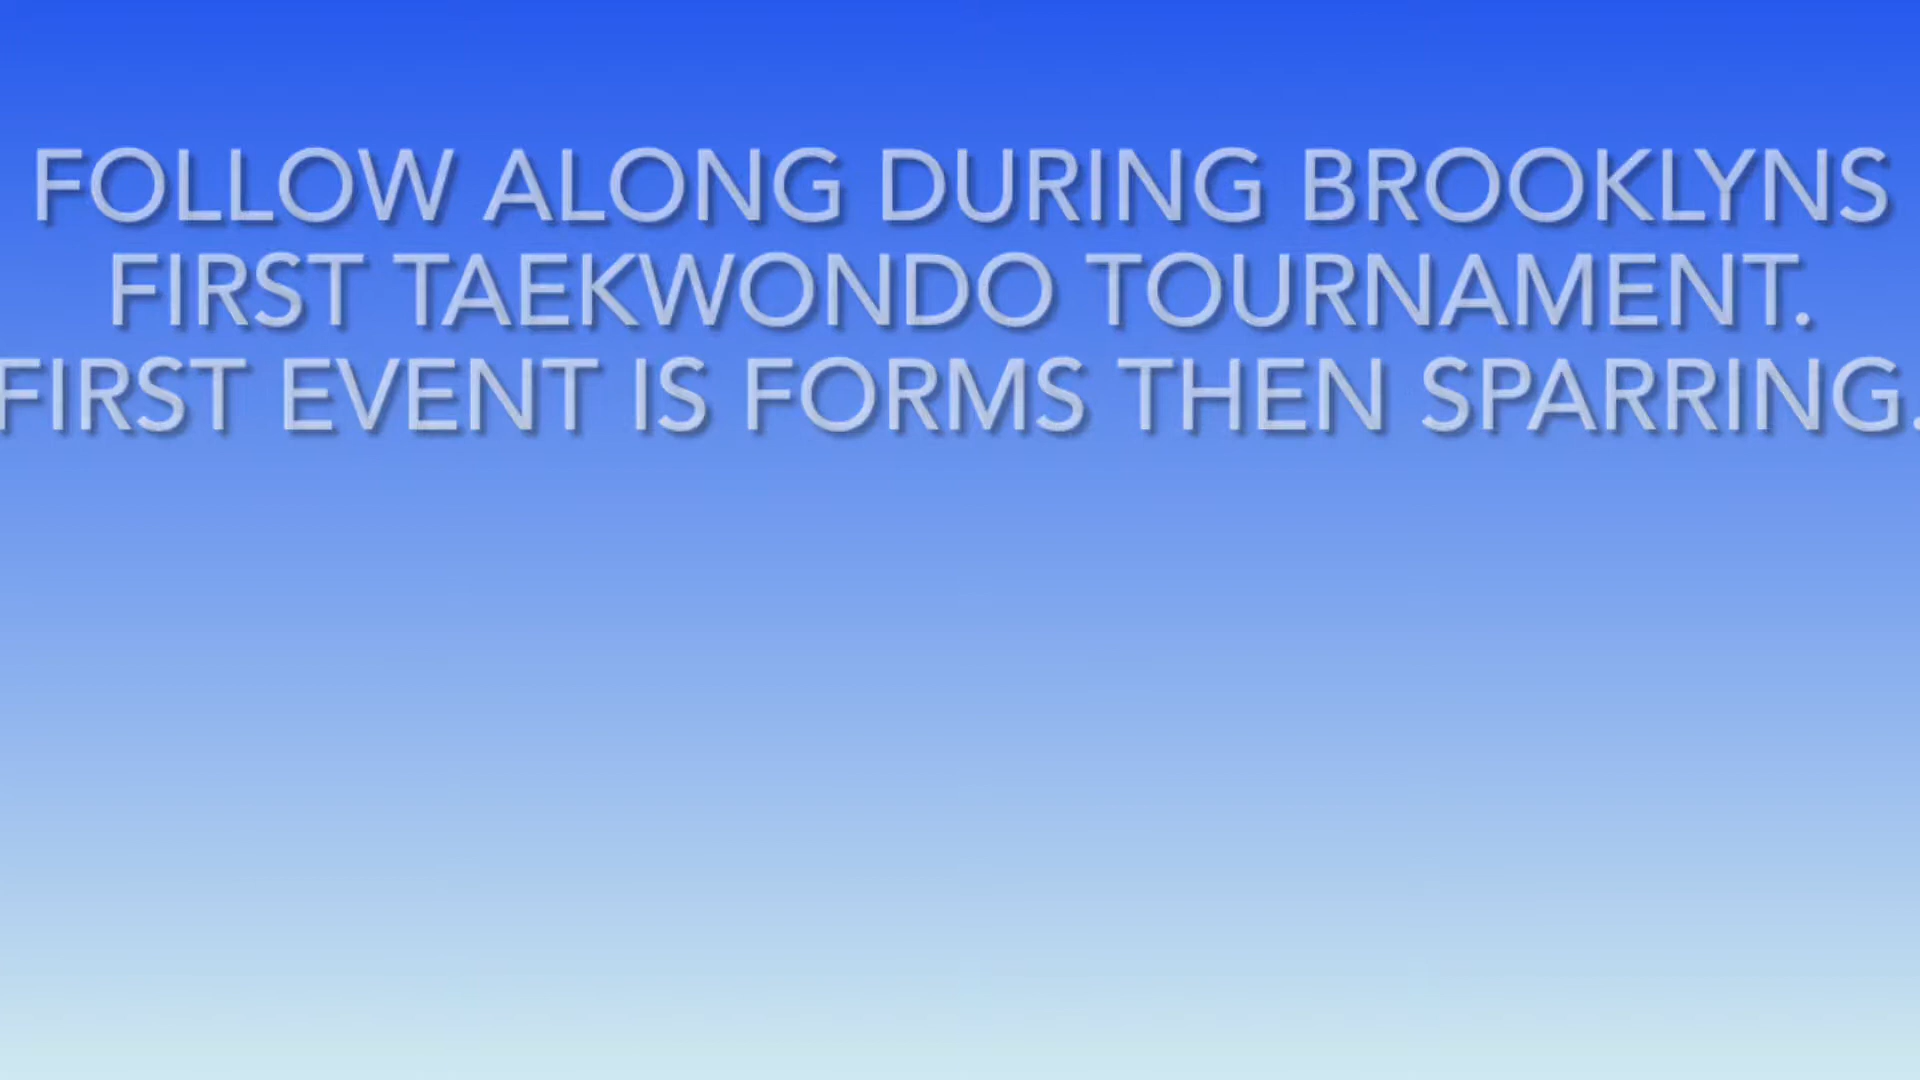 FOLLOW ALONG DURING BROOKLYNS
FIRST TAEKWONDO TOURNAMENT.
FIRST EVENT IS FORMS THEN SPARRING.